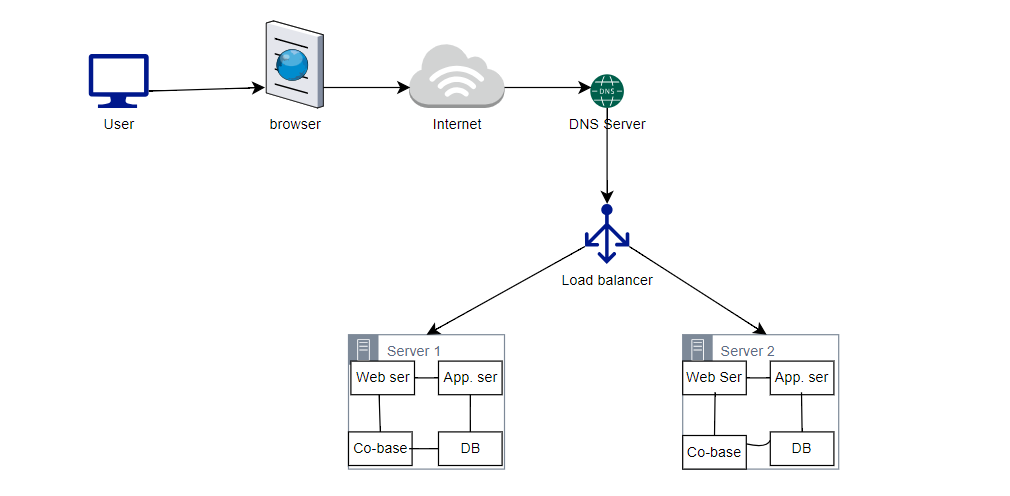 DNS
User
browser
Internet
DNS Server
Load balancer
Server 1
Server 2
Web ser
App. ser
Web Ser
App. ser
Co-base
DB
Co-base
DB